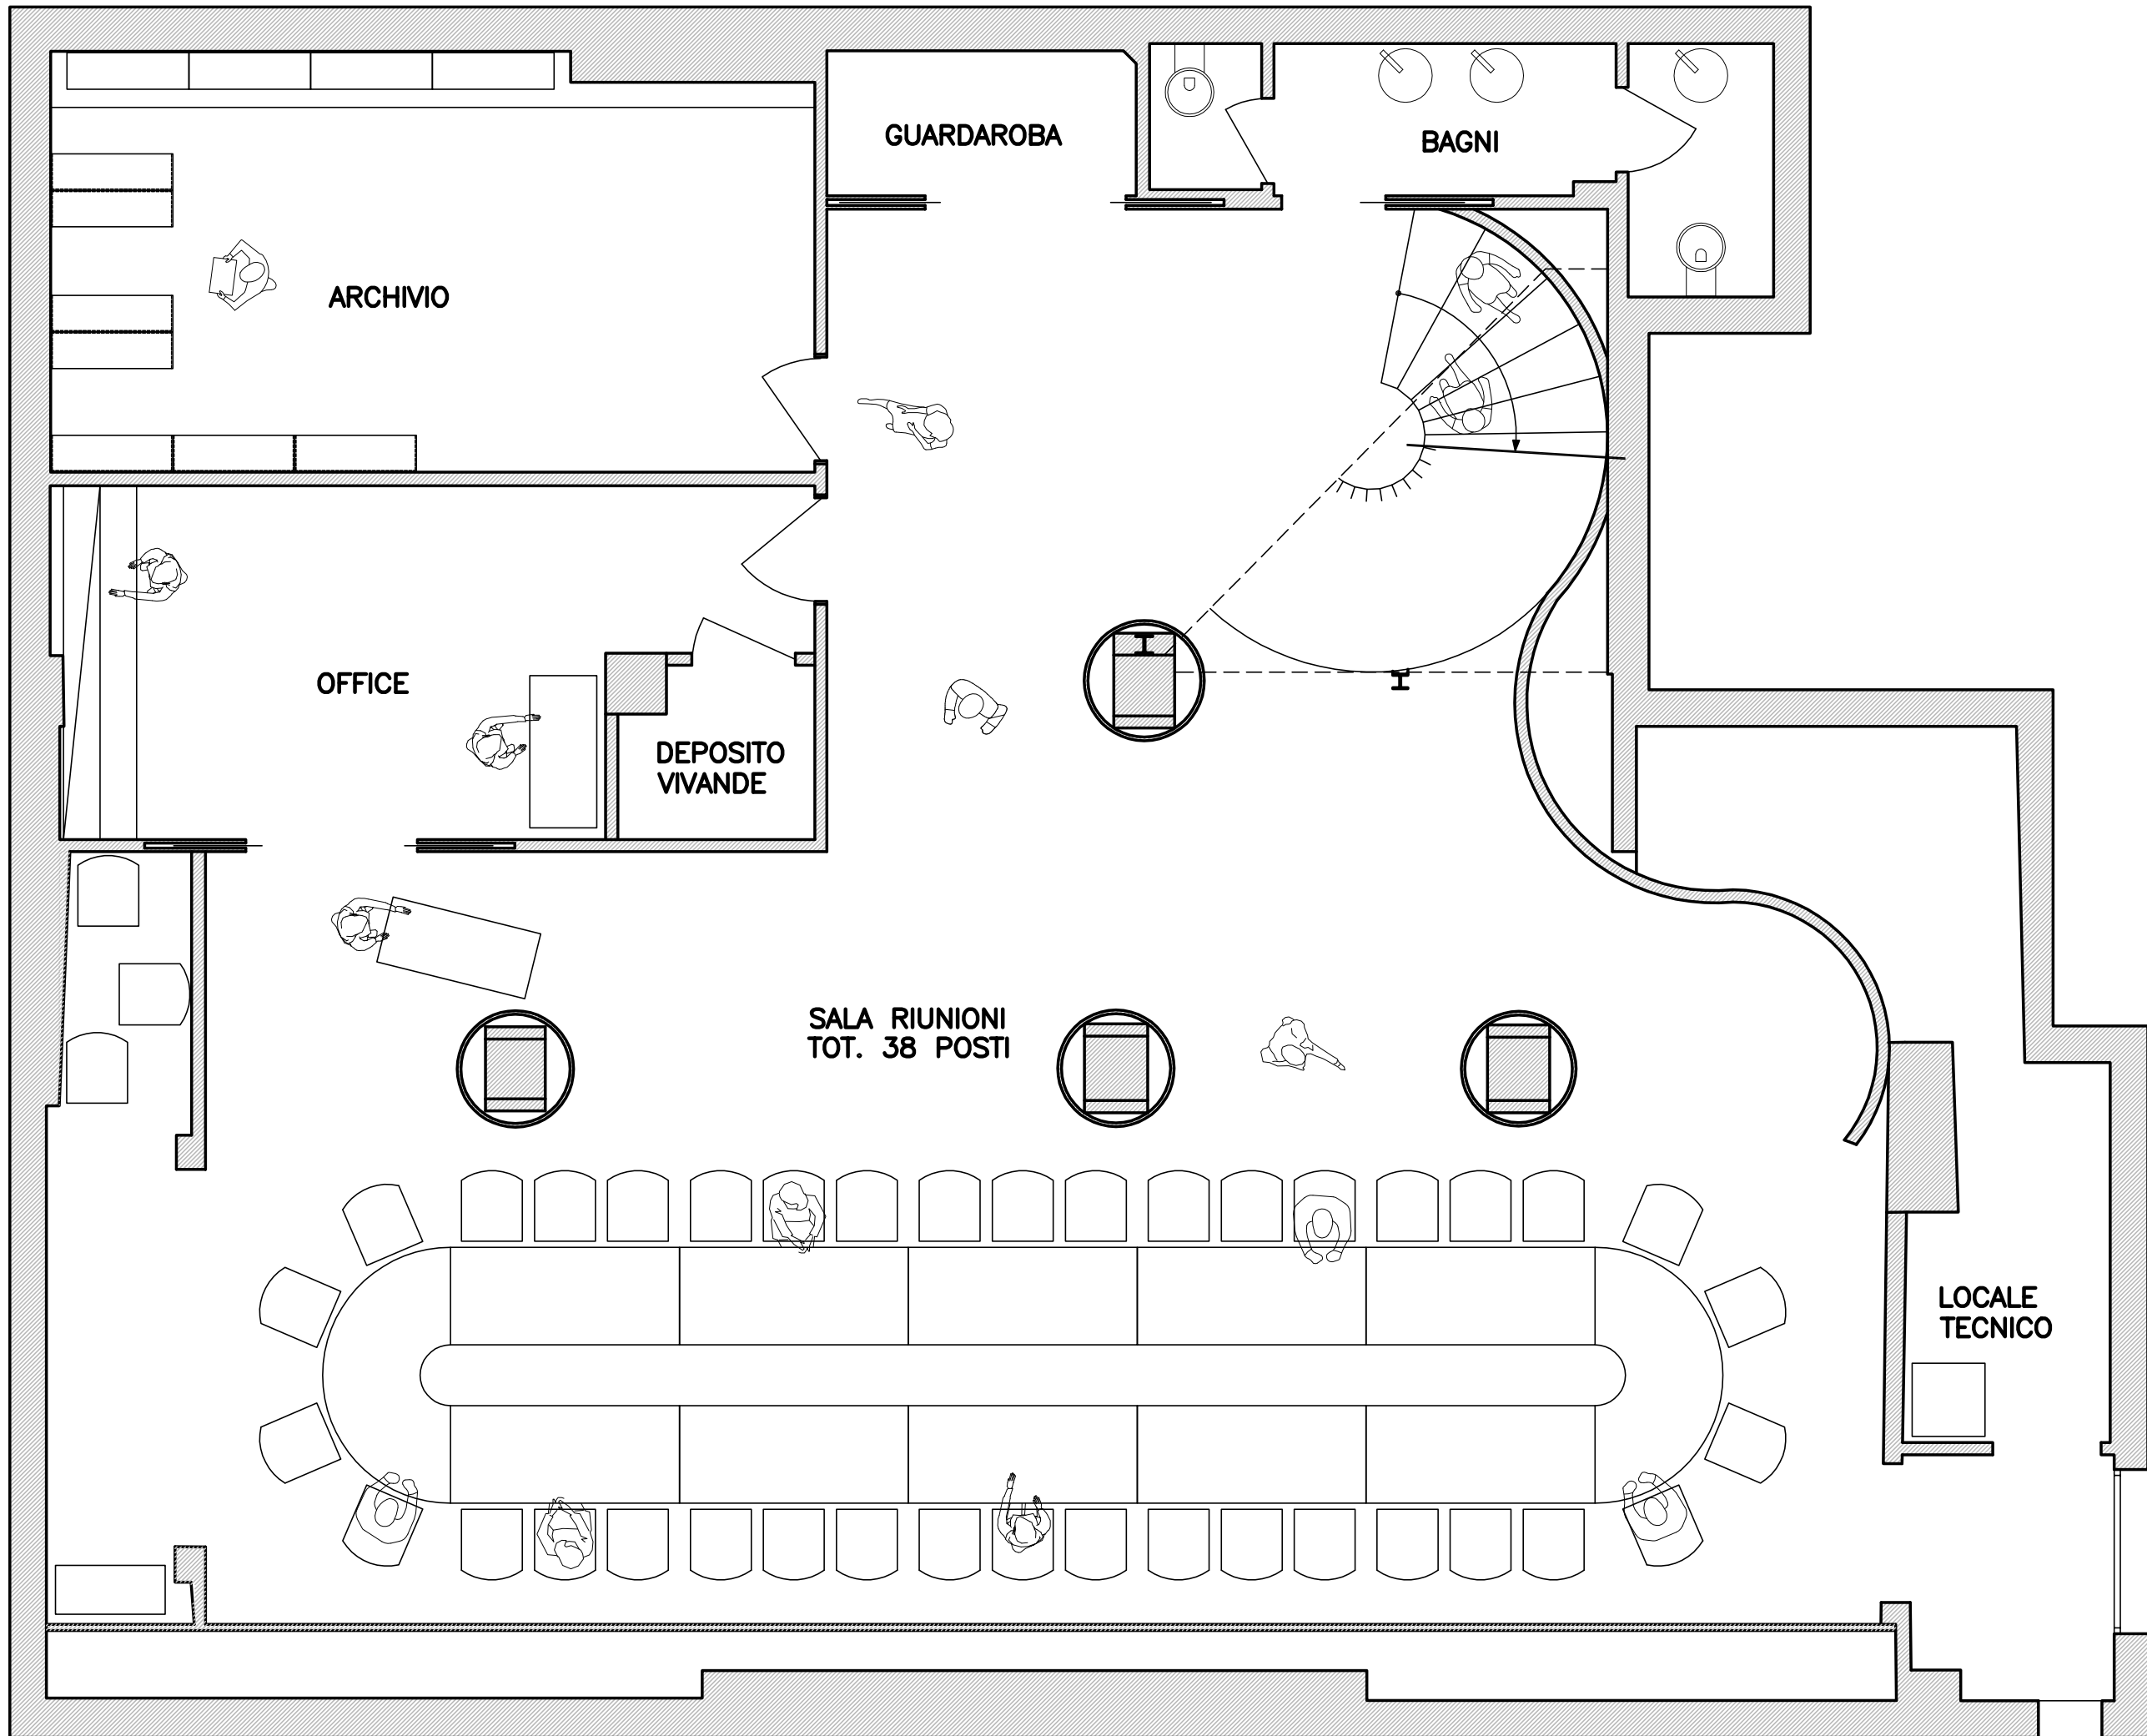 GUARDAROBA
BAGNI
ARCHIVIO
OFFICE
DEPOSITO
VIVANDE
SALA RIUNIONI
TOT. 38 POSTI
LOCALE
TECNICO